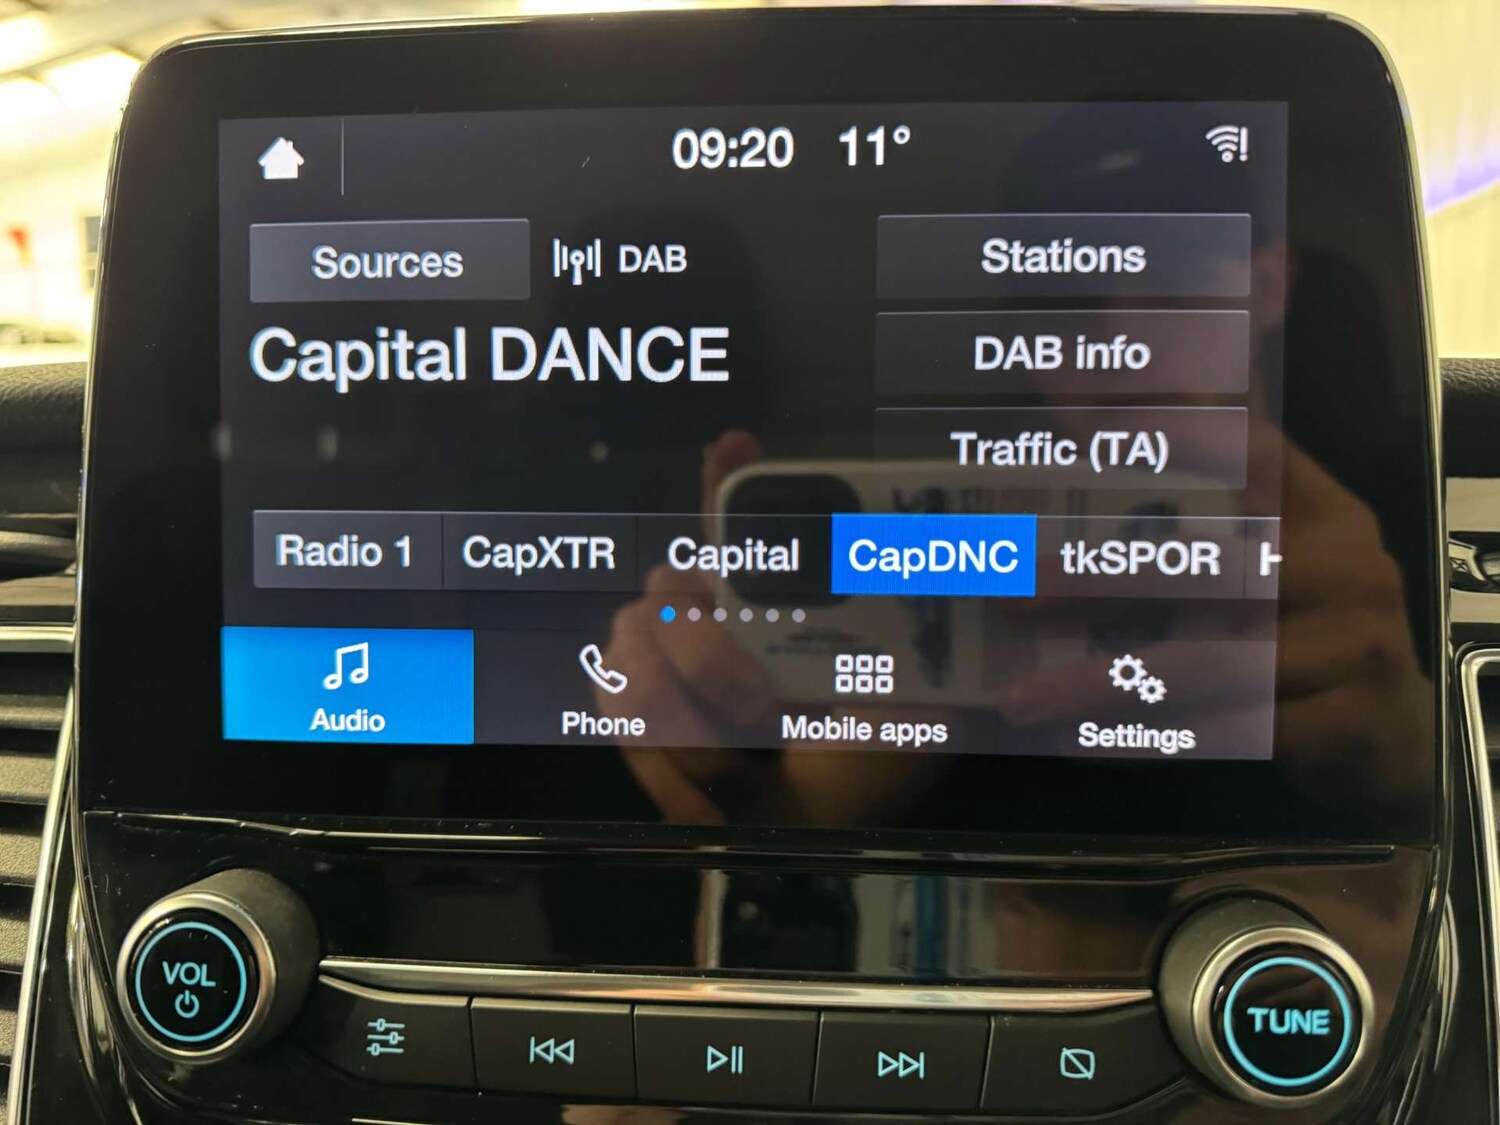 09:20 11°
Sources DAB Stations
Capital DANCE
DAB info
Traffic (TA)
Radio 1 CapXTR Capital CapDNC tkSPOR H
Audio Phone Mobile apps Settings
VOL
TUNE